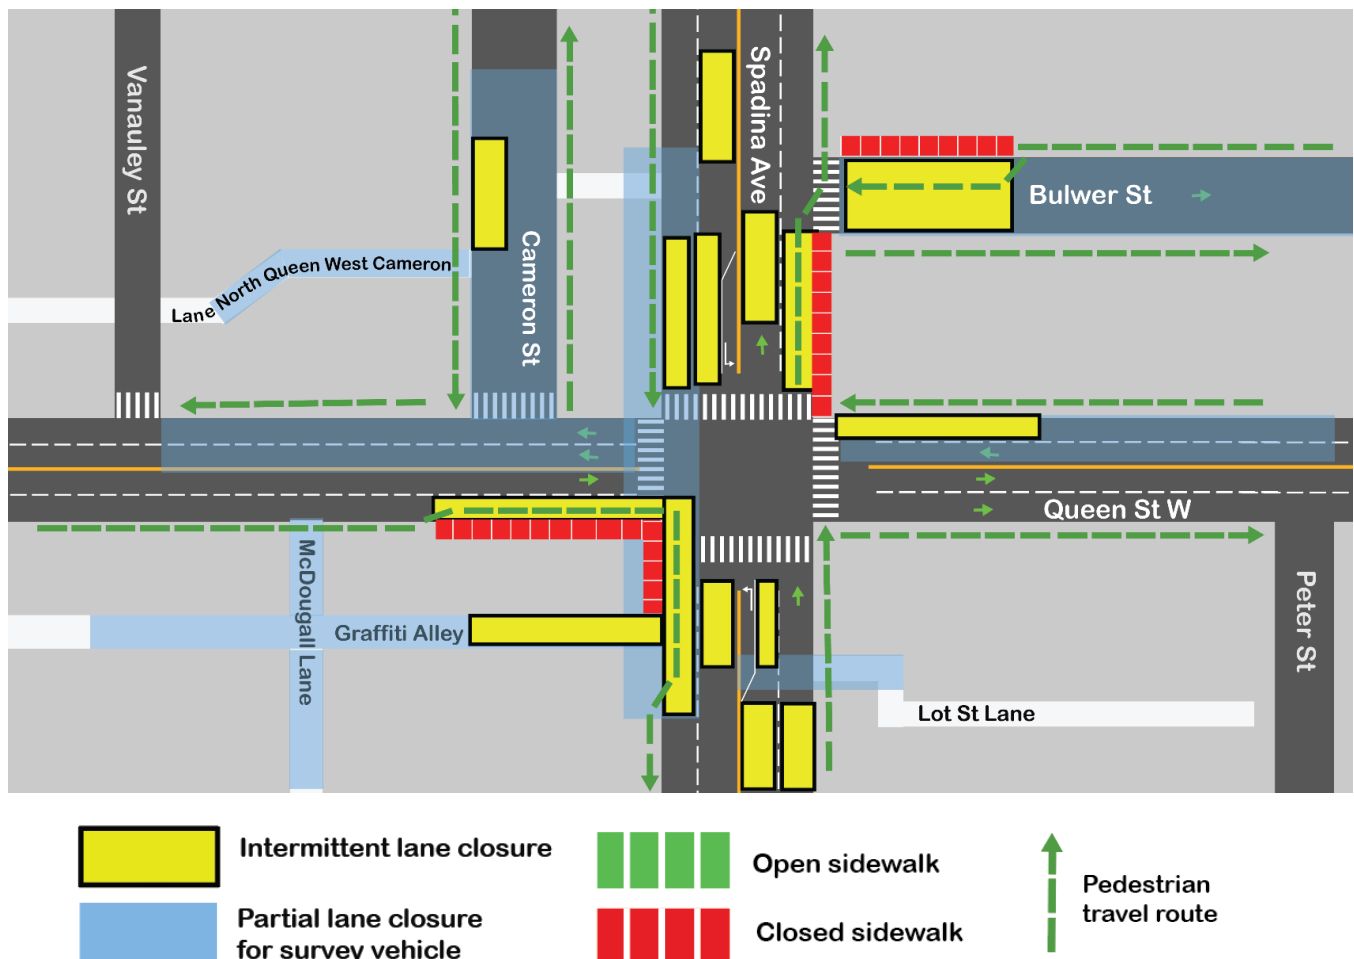 Vanauley St
Spadina Ave
Bulwer St
Cameron St
Lane North Queen West Cameron
Queen St W
McDougall Lane
Graffiti Alley
Peter St
Lot St Lane
Intermittent lane closure
Partial lane closure
for survey vehicle
Open sidewalk
Closed sidewalk
Pedestrian
travel route